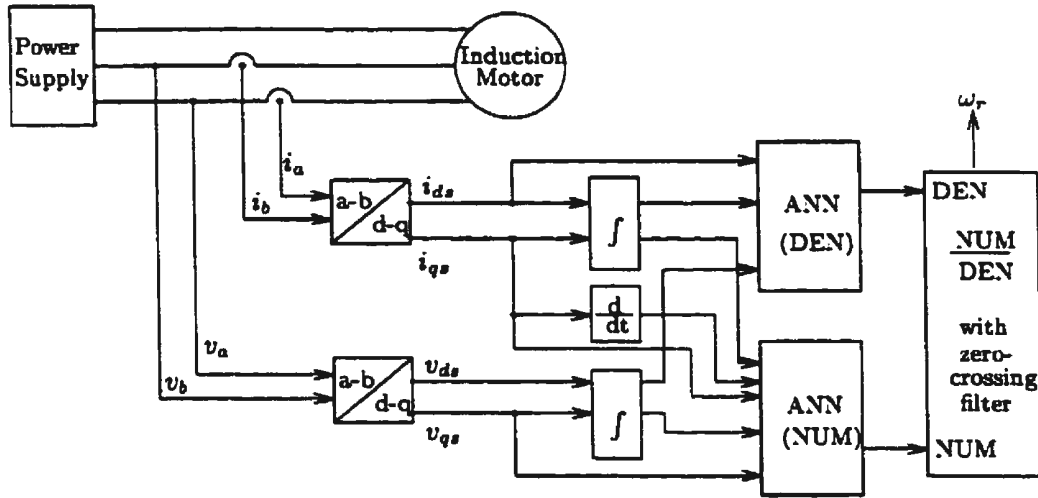 Power
Supply
Induction
Motor
i_a
i_b
a-b
d-q
i_ds
i_qs
∫
d
dt
ANN
(DEN)
ω_r
DEN
NUM
DEN
with
zero-
crossing
filter
NUM
v_a
v_b
a-b
d-q
v_ds
v_qs
∫
ANN
(NUM)